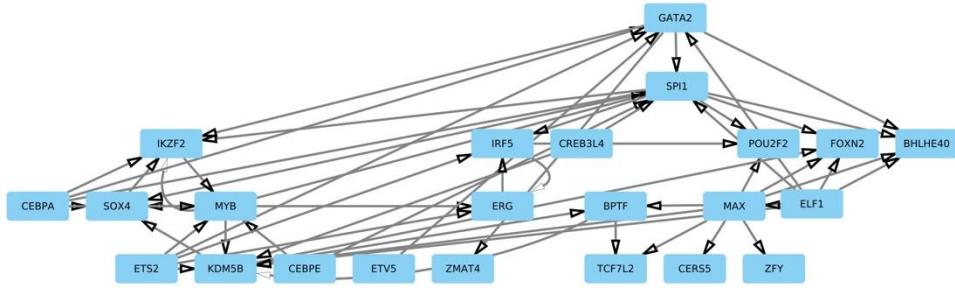 GATA2
SPI1
IKZF2 IRF5 CREB3L4 POU2F2 FOXN2 BHLHE40
CEBPA SOX4 MYB ERG BPTF MAX ELF1
ETS2 KDM5B CEBPE ETV5 ZMAT4 TCF7L2 CERS5 ZFY